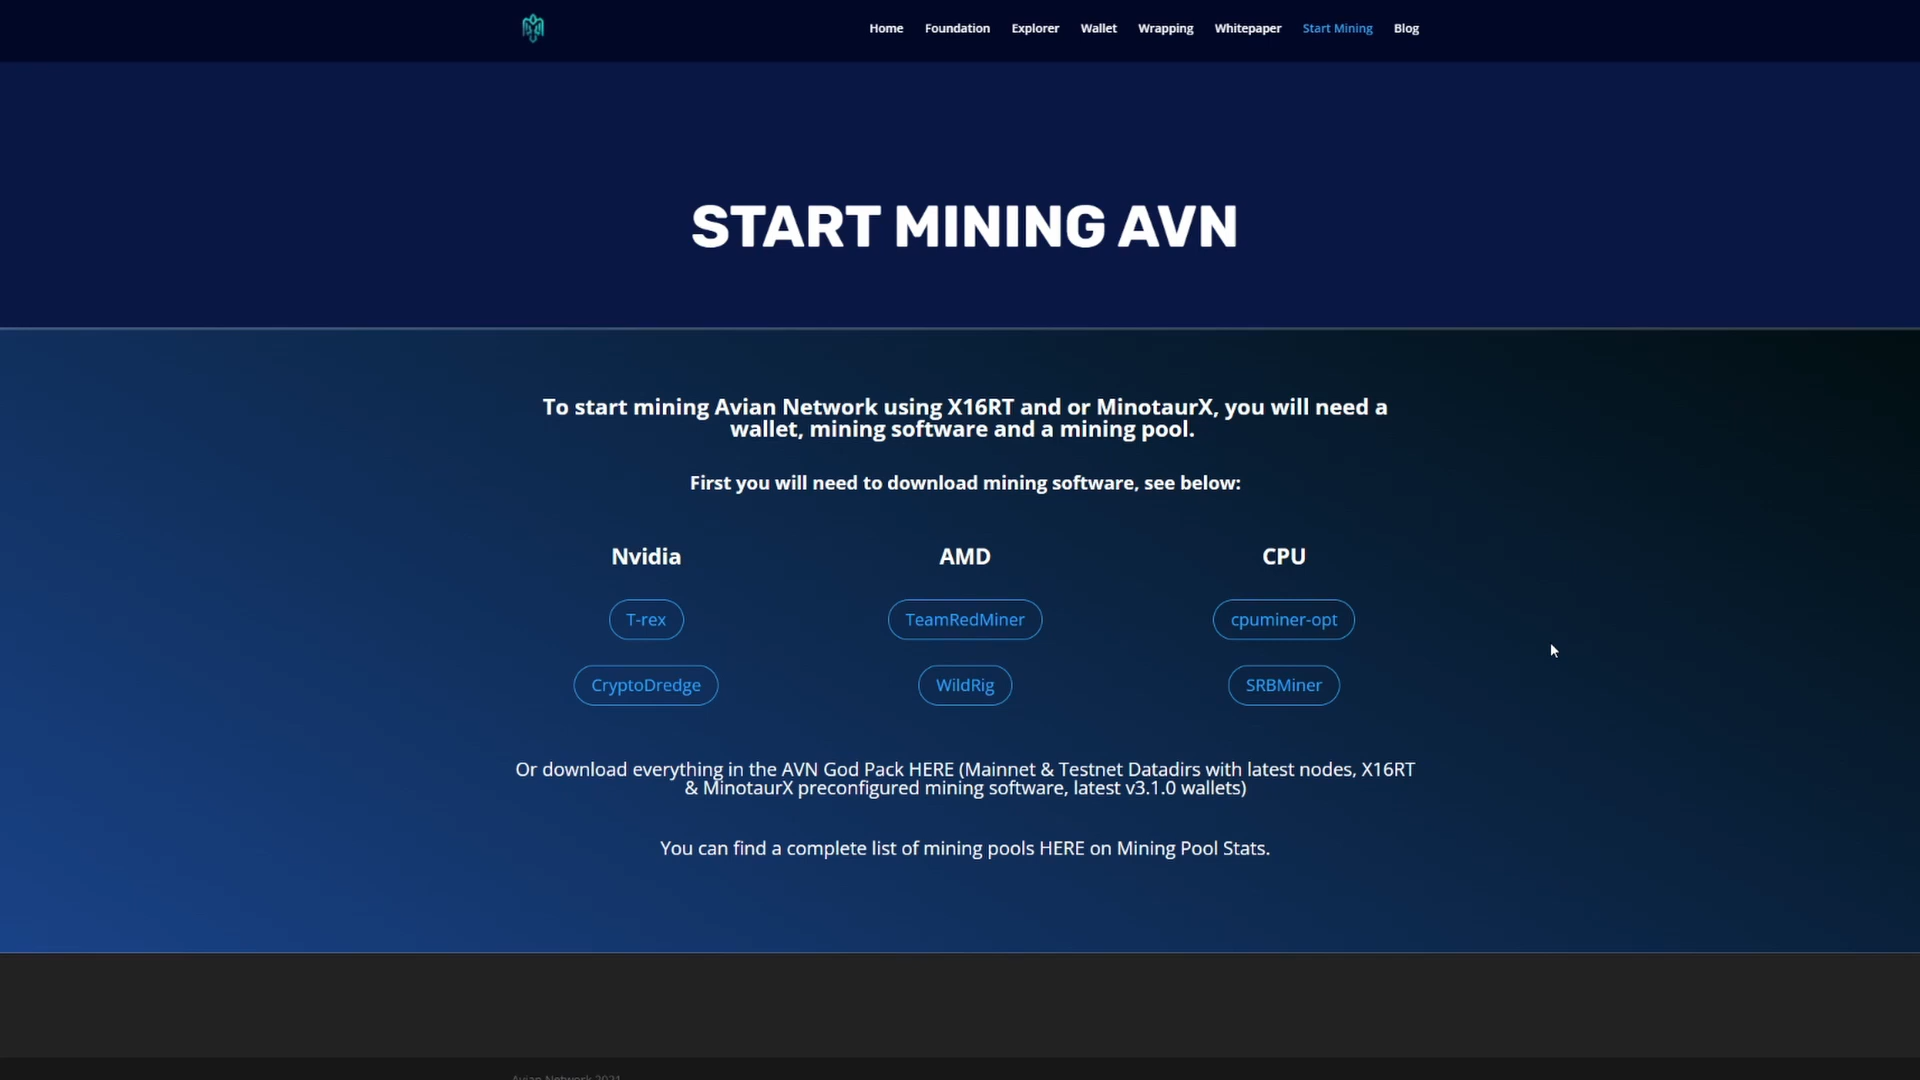 Home Foundation Explorer Wallet Wrapping Whitepaper Start Mining Blog
START MINING AVN
To start mining Avian Network using X16RT and or MinotaurX, you will need a
wallet, mining software and a mining pool.
First you will need to download mining software, see below:
Nvidia AMD CPU
T-rex TeamRedMiner cpuminer-opt
CryptoDredge WildRig SRBMiner
Or download everything in the AVN God Pack HERE (Mainnet & Testnet Datadirs with latest nodes, X16RT
& MinotaurX preconfigured mining software, latest v3.1.0 wallets)
You can find a complete list of mining pools HERE on Mining Pool Stats.
Avian Network 2021